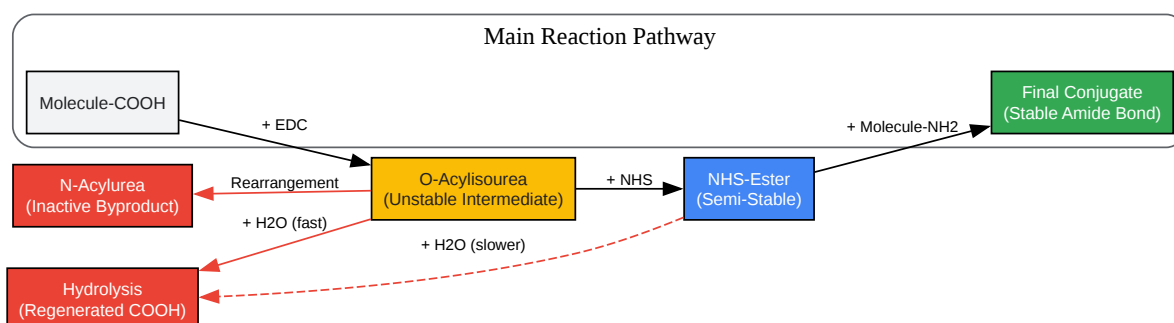 Main Reaction Pathway
Molecule-COOH
Final Conjugate
(Stable Amide Bond)
+ EDC
+ Molecule-NH2
N-Acylurea
(Inactive Byproduct)
Rearrangement
O-Acylisourea
(Unstable Intermediate)
+ NHS
NHS-Ester
(Semi-Stable)
+ H2O (fast)
+ H2O (slower)
Hydrolysis
(Regenerated COOH)